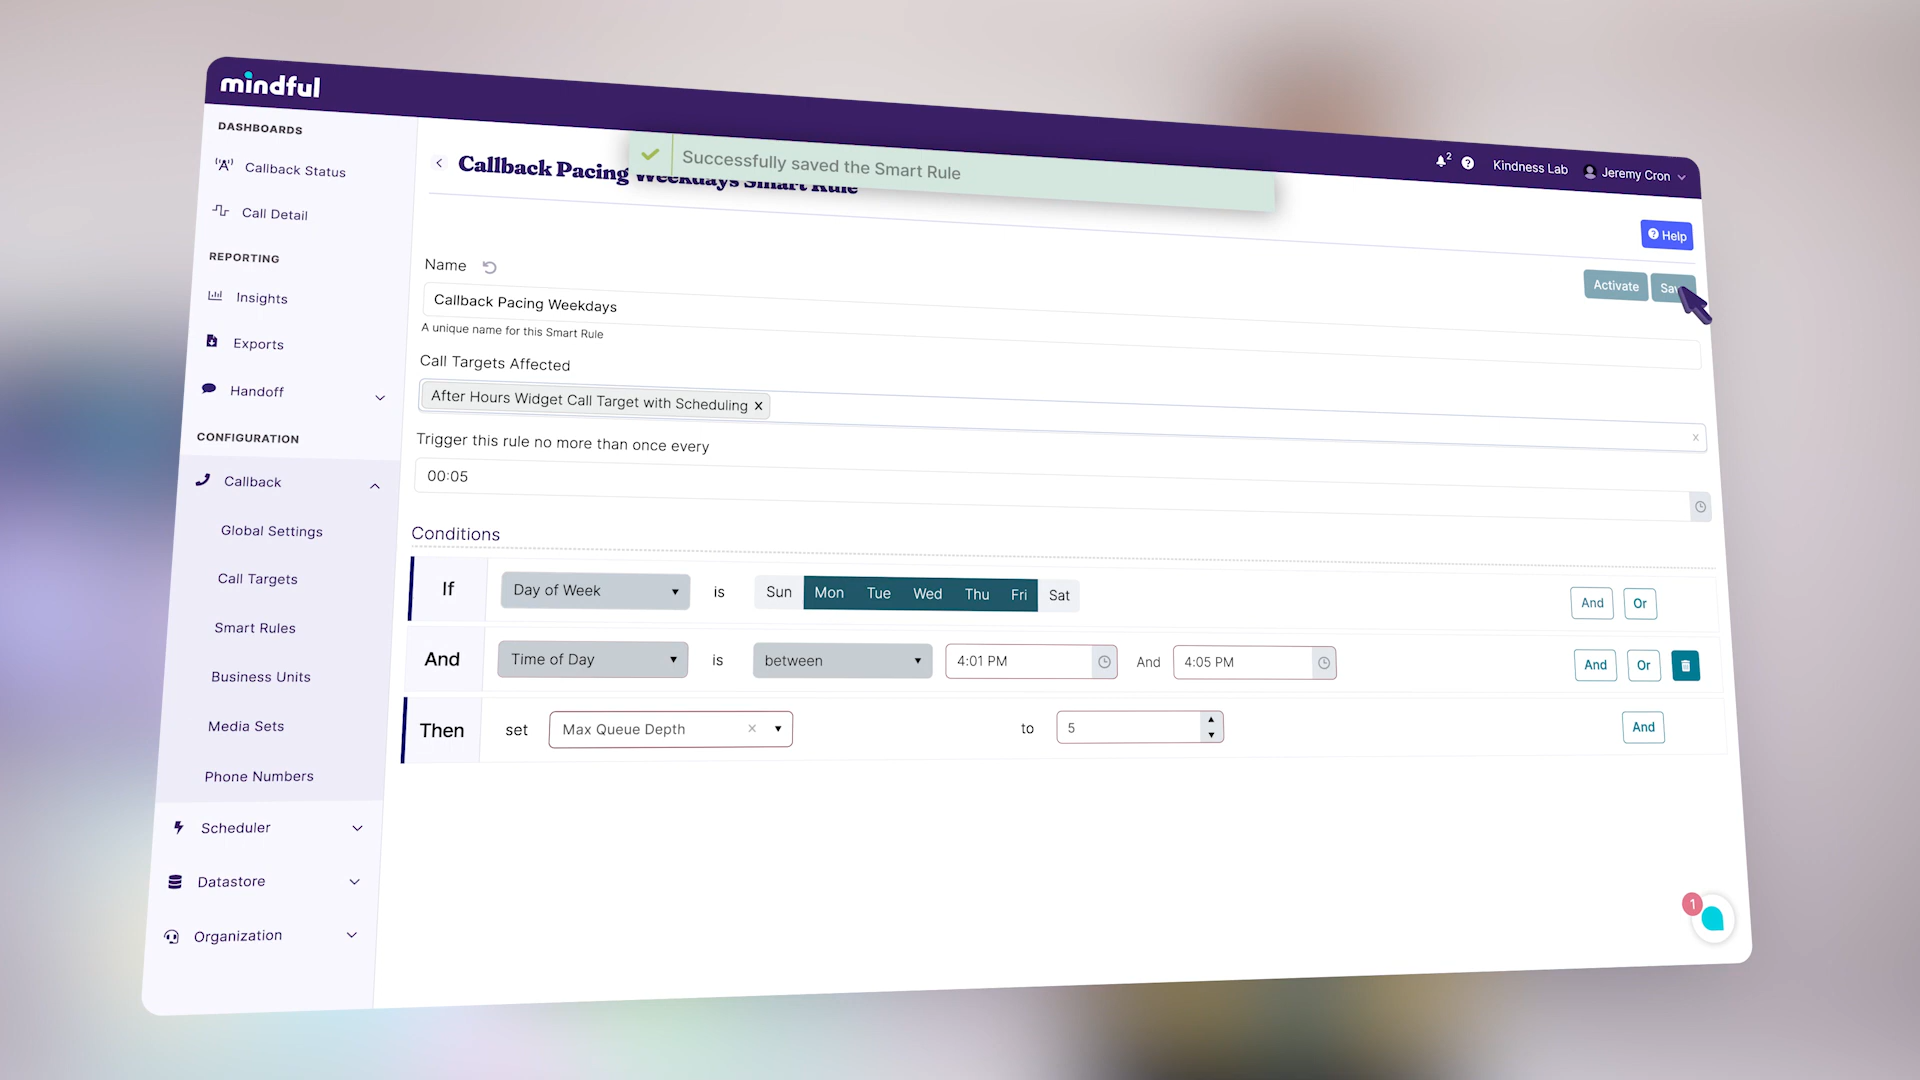 mindful
2
Kindness Lab
Jeremy Cron
DASHBOARDS
Callback Status
Call Detail
REPORTING
Insights
Exports
Handoff
CONFIGURATION
Callback
Global Settings
Call Targets
Smart Rules
Business Units
Media Sets
Phone Numbers
Scheduler
Datastore
Organization
Callback Pacing Weekdays Smart Rule
Successfully saved the Smart Rule
Help
Activate
Name
Callback Pacing Weekdays
A unique name for this Smart Rule
Call Targets Affected
After Hours Widget Call Target with Scheduling x
x
Trigger this rule no more than once every
00:05
Conditions
If Day of Week is Sun Mon Tue Wed Thu Fri Sat And Or
And Time of Day is between 4:01 PM And 4:05 PM And Or
Then set Max Queue Depth to 5 And
1